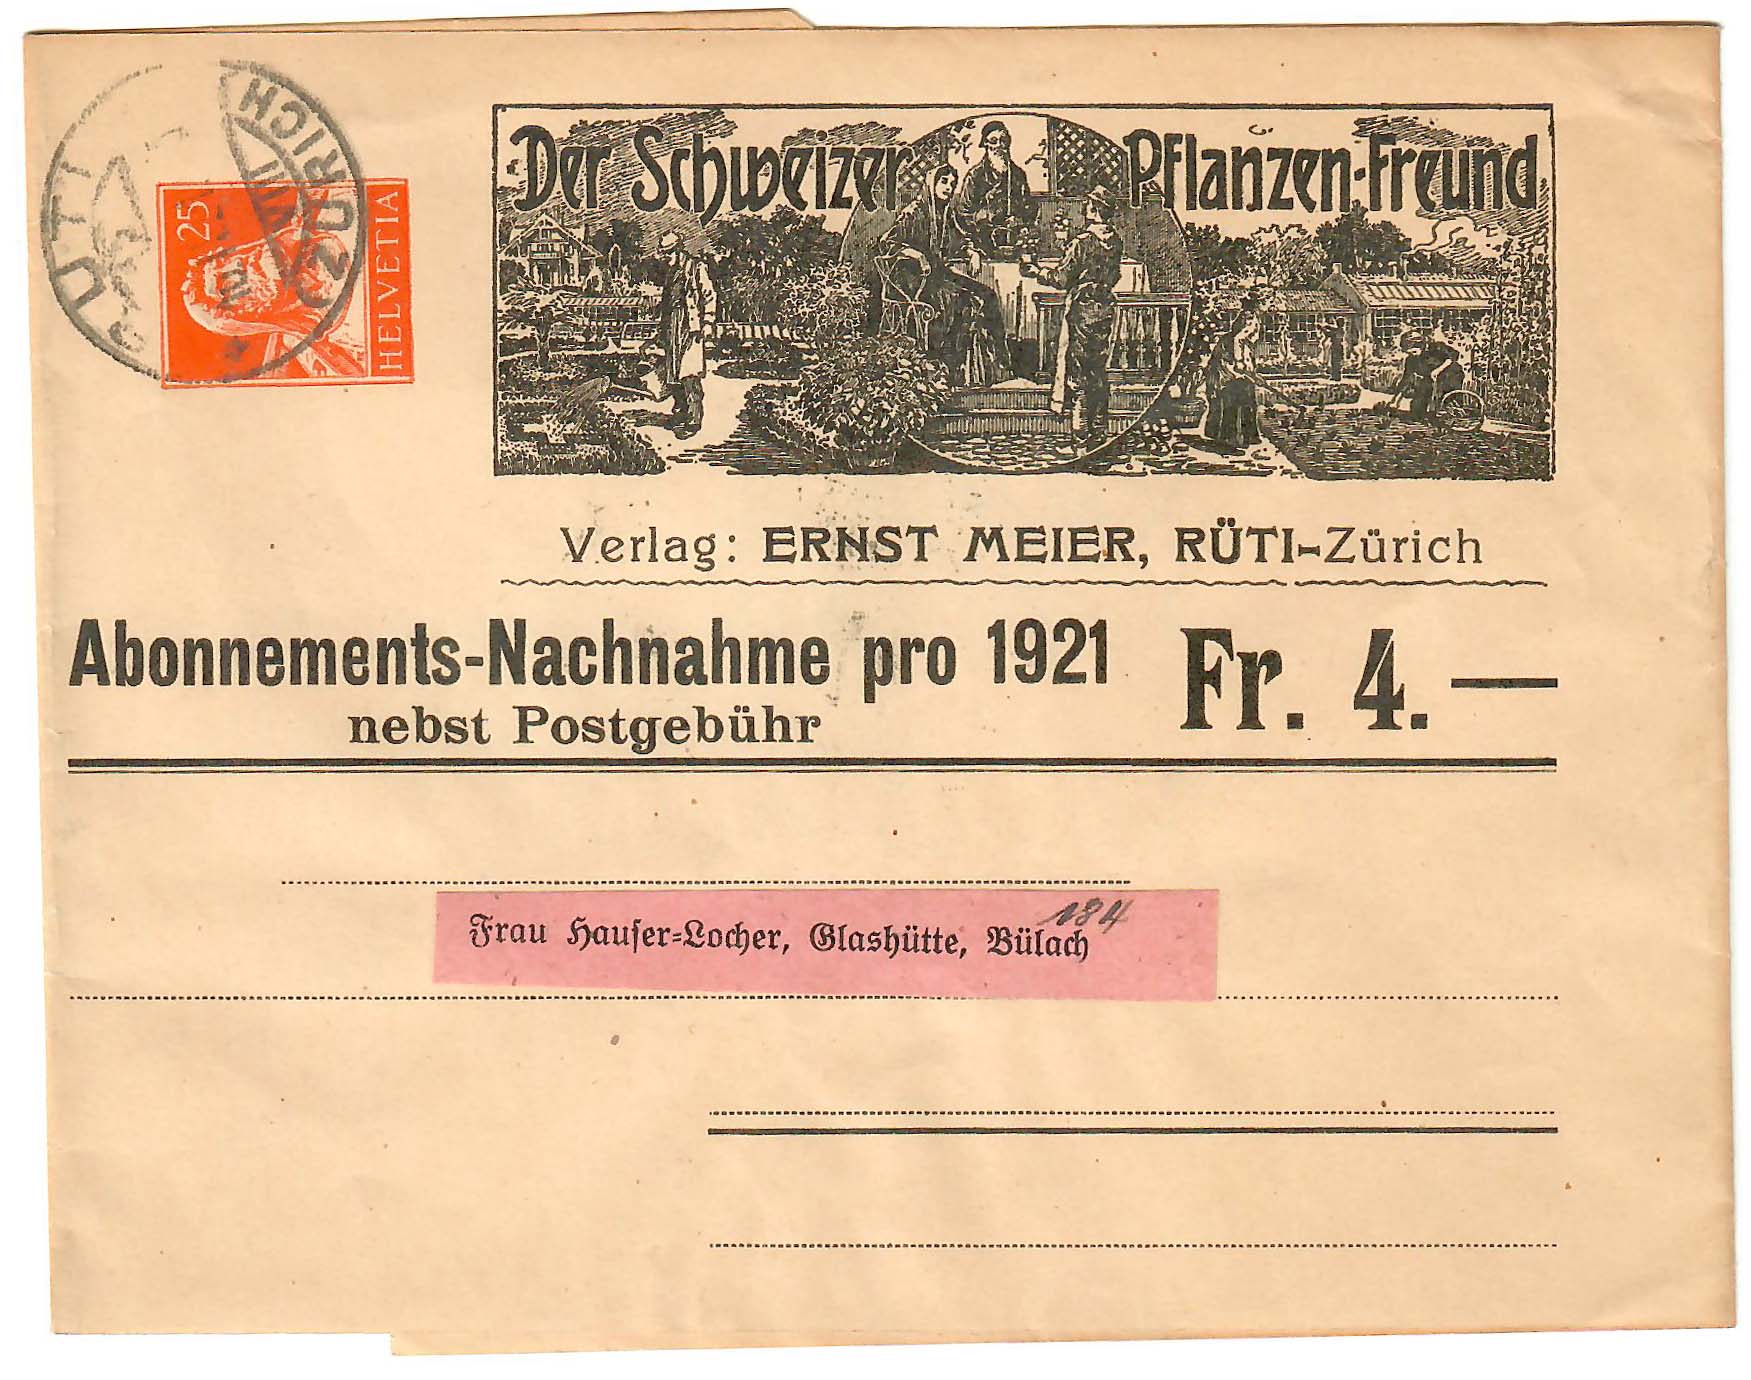 RÜTI
ZÜRICH
VIII
25
HELVETIA
Der Schweizer Pflanzen-Freund
Verlag: ERNST MEIER, RÜTI-Zürich
Abonnements-Nachnahme pro 1921 Fr. 4.—
nebst Postgebühr
184
Frau Hauser-Locher, Glashütte, Bülach